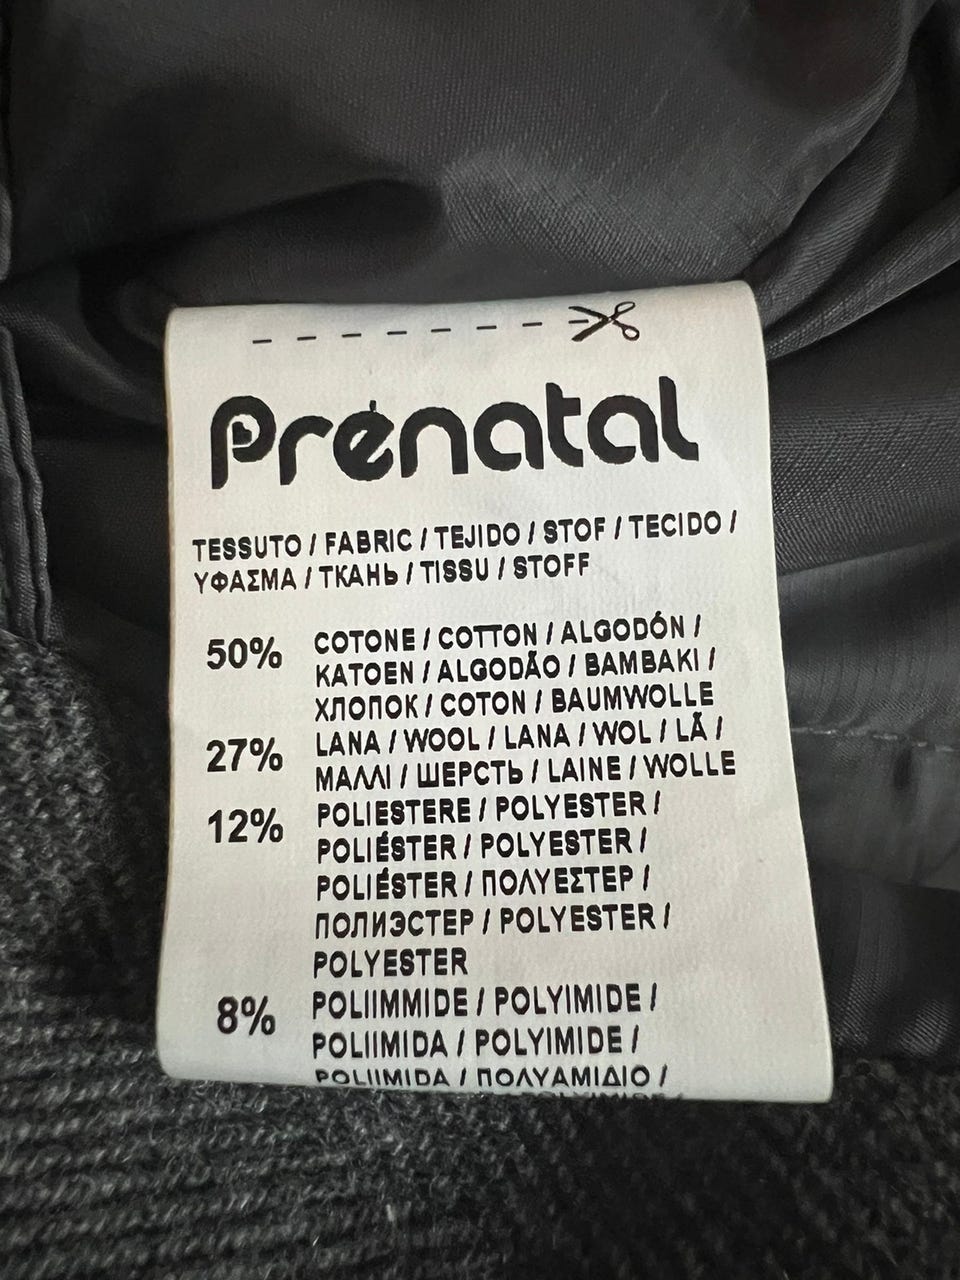 Prénatal
TESSUTO / FABRIC / TEJIDO / STOF / TECIDO /
ΥΦΑΣΜΑ / ТКАНЬ / TISSU / STOFF
50% COTONE / COTTON / ALGODÓN /
KATOEN / ALGODÃO / ΒΑΜΒΑΚΙ /
ХЛОПОК / COTON / BAUMWOLLE
27% LANA / WOOL / LANA / WOL / LÃ /
ΜΑΛΛΙ / ШЕРСТЬ / LAINE / WOLLE
12% POLIESTERE / POLYESTER /
POLIÉSTER / POLYESTER /
POLIÉSTER / ΠΟΛΥΕΣΤΕΡ /
ПОЛИЭСТЕР / POLYESTER /
POLYESTER
8% POLIIMMIDE / POLYIMIDE /
POLIIMIDA / POLYIMIDE /
POLIIMIDA / ΠΟΛΥΑΜΙΔΙΟ /